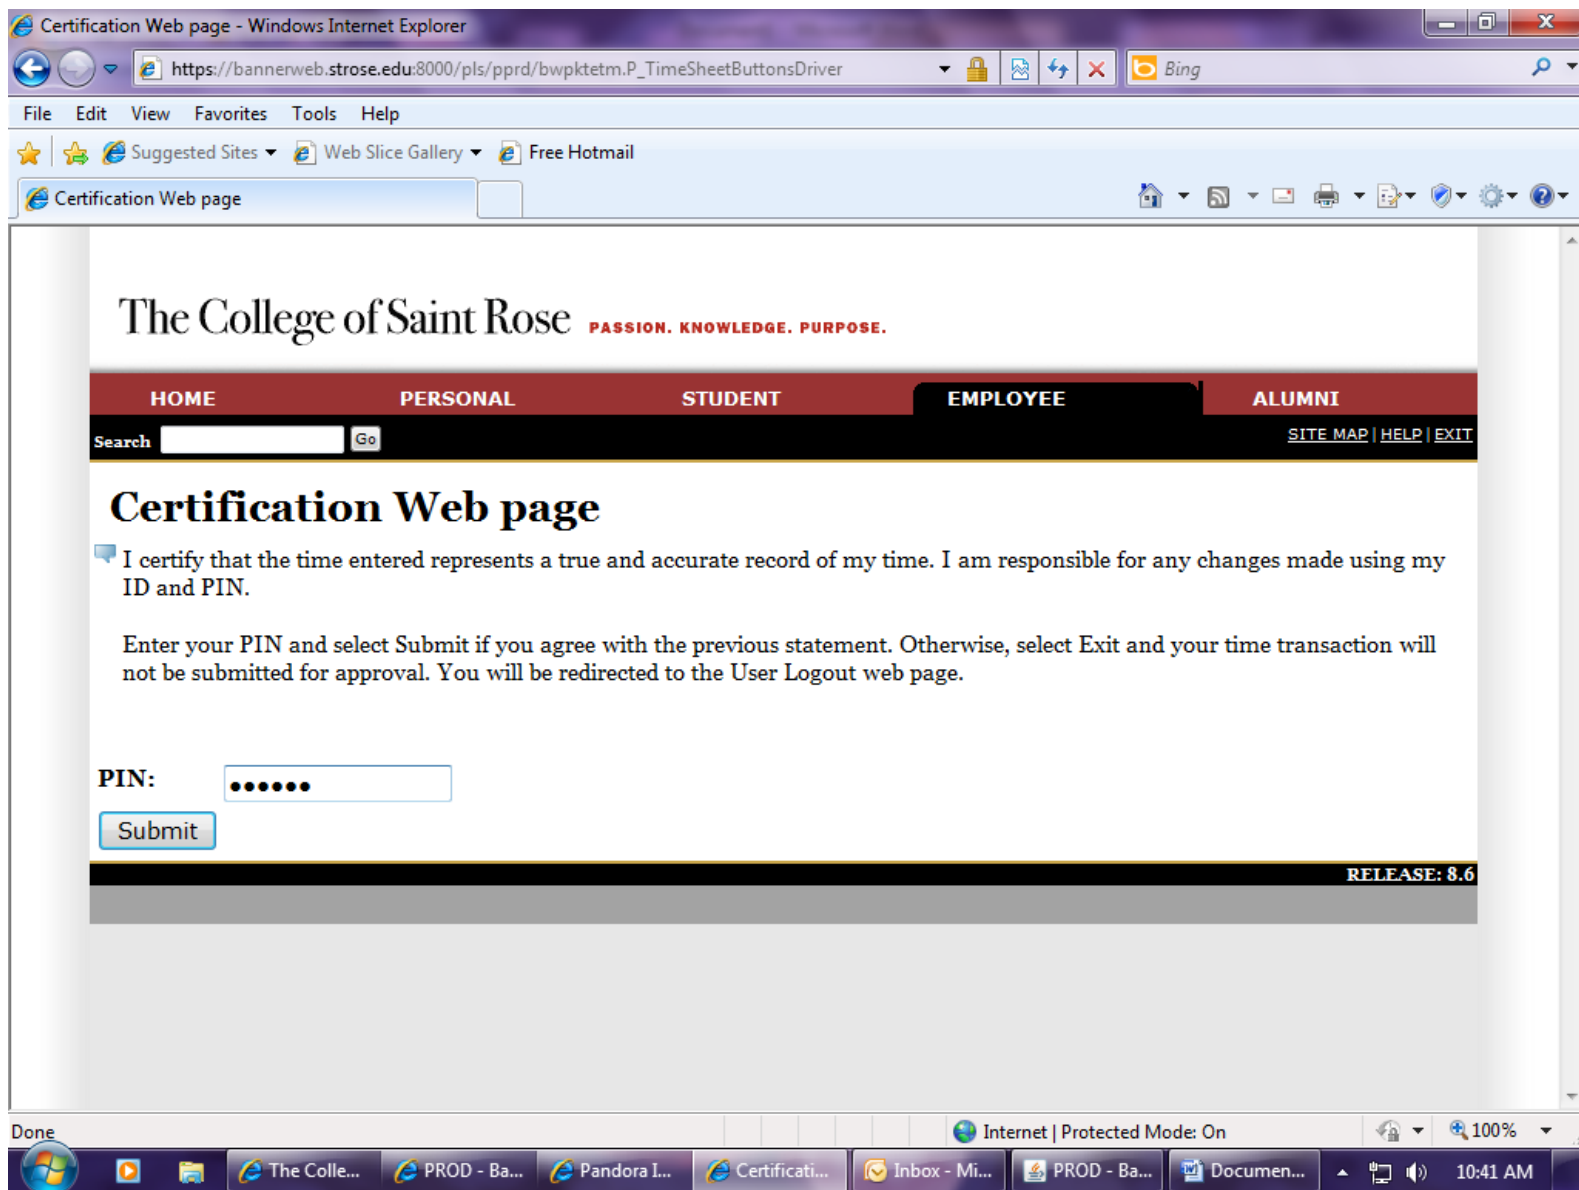 Certification Web page - Windows Internet Explorer
https://bannerweb.strose.edu:8000/pls/pprd/bwpktetm.P_TimeSheetButtonsDriver
Bing
File Edit View Favorites Tools Help
Suggested Sites Web Slice Gallery Free Hotmail
Certification Web page
The College of Saint Rose PASSION. KNOWLEDGE. PURPOSE.
HOME PERSONAL STUDENT EMPLOYEE ALUMNI
Search Go SITE MAP | HELP | EXIT
Certification Web page
I certify that the time entered represents a true and accurate record of my time. I am responsible for any changes made using my
ID and PIN.
Enter your PIN and select Submit if you agree with the previous statement. Otherwise, select Exit and your time transaction will
not be submitted for approval. You will be redirected to the User Logout web page.
PIN: ••••••
Submit
RELEASE: 8.6
Done Internet | Protected Mode: On 100%
The Colle... PROD - Ba... Pandora I... Certificati... Inbox - Mi... PROD - Ba... Documen... 10:41 AM